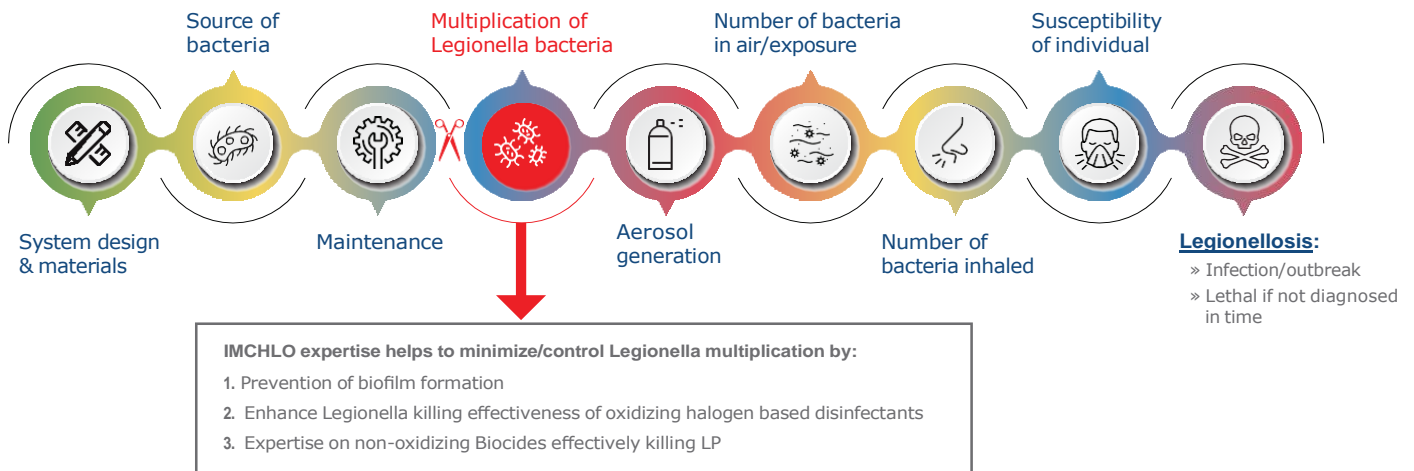 Source of
bacteria
Multiplication of
Legionella bacteria
Number of bacteria
in air/exposure
Susceptibility
of individual
System design
& materials
Maintenance
Aerosol
generation
Number of
bacteria inhaled
Legionellosis:
» Infection/outbreak
» Lethal if not diagnosed
in time
IMCHLO expertise helps to minimize/control Legionella multiplication by:
1. Prevention of biofilm formation
2. Enhance Legionella killing effectiveness of oxidizing halogen based disinfectants
3. Expertise on non-oxidizing Biocides effectively killing LP